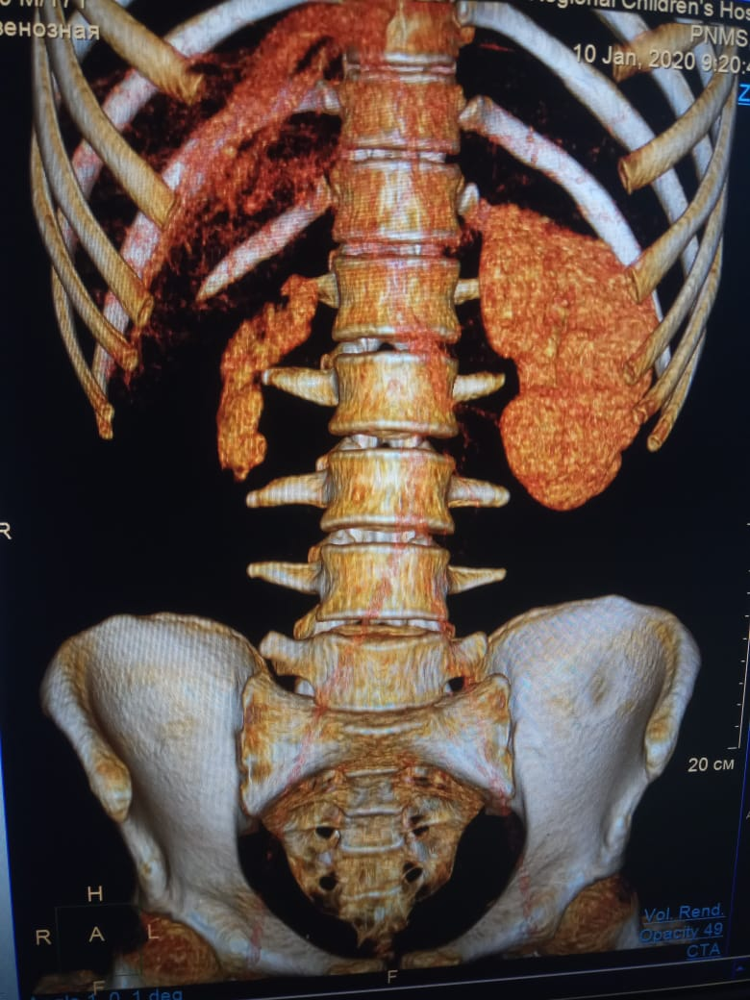 венозная
Regional Children's Hos
PNMS
10 Jan, 2020 9:20:
Z
R
20 см
H
R A L
F
F
Vol. Rend.
Opacity 49
CTA